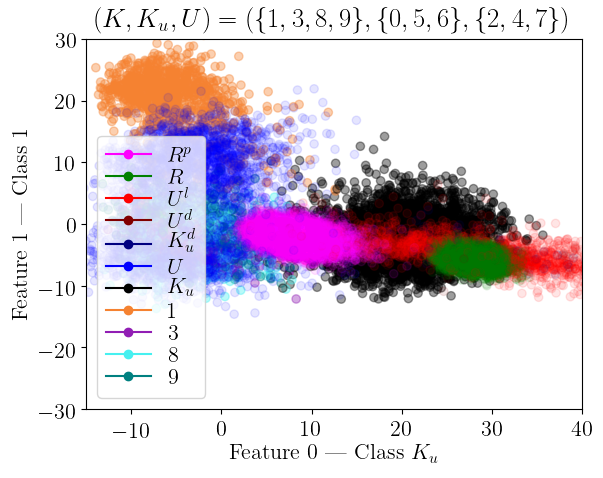 (K, K_u, U) = ({1, 3, 8, 9}, {0, 5, 6}, {2, 4, 7})
30
20
10
0
−10
−20
−30
Feature 1 — Class 1
R^p
R
U^l
U^d
K_u^d
U
K_u
1
3
8
9
−10 0 10 20 30 40
Feature 0 — Class K_u